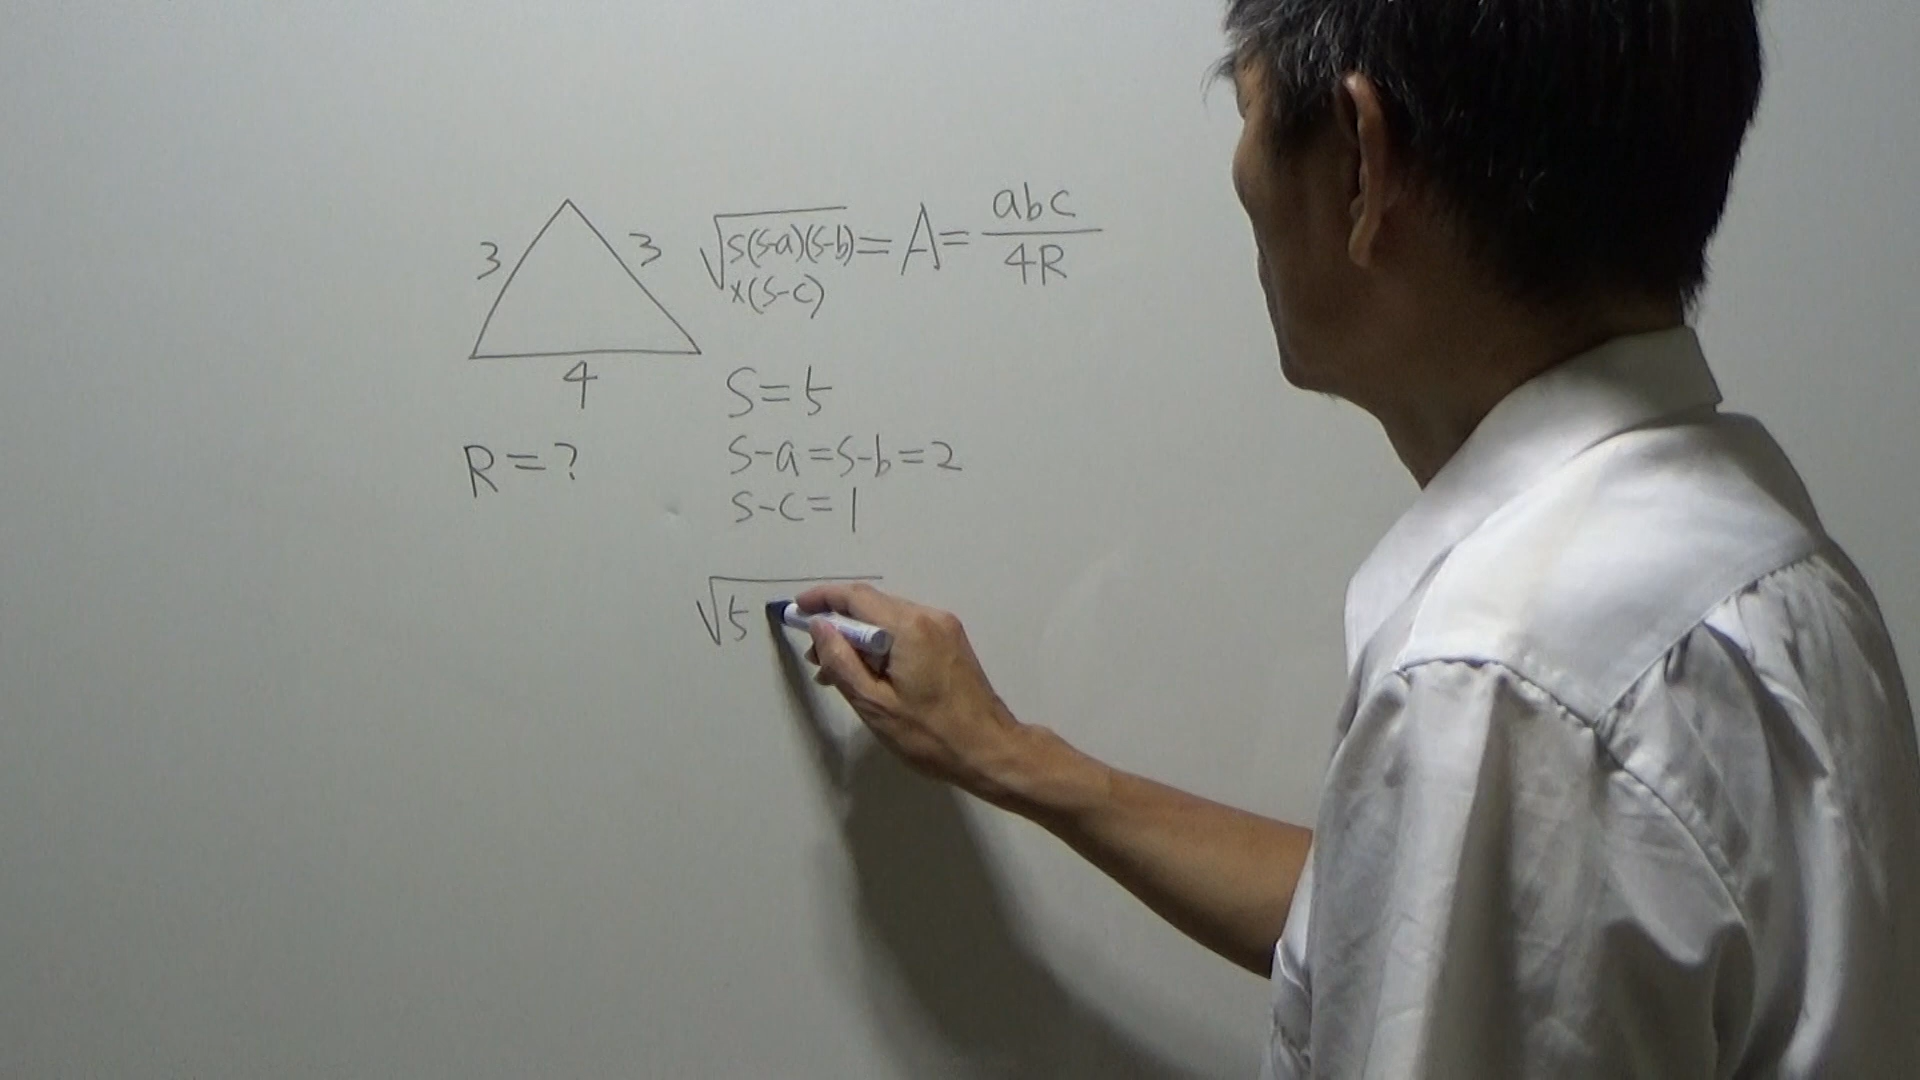 3 3
4
R=?
√s(s-a)(s-b) = A = abc/4R
×(s-c)
S=5
s-a=s-b=2
s-c=1
√5